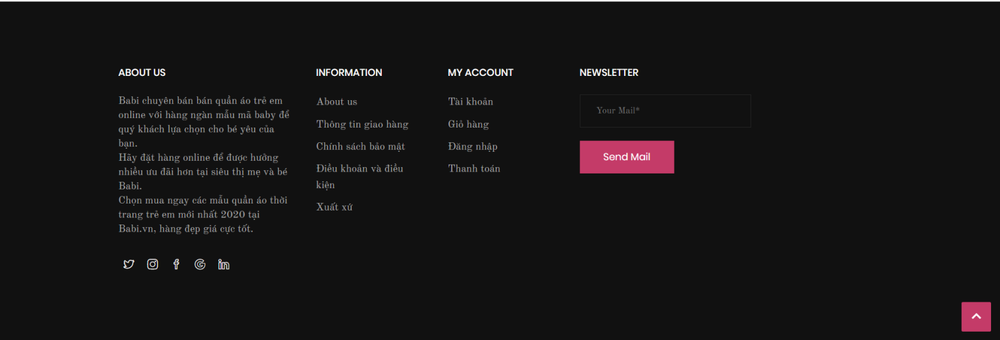 ABOUT US
Babi chuyên bán bán quần áo trẻ em
online với hàng ngàn mẫu mã baby để
quý khách lựa chọn cho bé yêu của
bạn.
Hãy đặt hàng online để được hưởng
nhiều ưu đãi hơn tại siêu thị mẹ và bé
Babi.
Chọn mua ngay các mẫu quần áo thời
trang trẻ em mới nhất 2020 tại
Babi.vn, hàng đẹp giá cực tốt.
INFORMATION
About us
Thông tin giao hàng
Chính sách bảo mật
Điều khoản và điều
kiện
Xuất xứ
MY ACCOUNT
Tài khoản
Giỏ hàng
Đăng nhập
Thanh toán
NEWSLETTER
Your Mail*
Send Mail